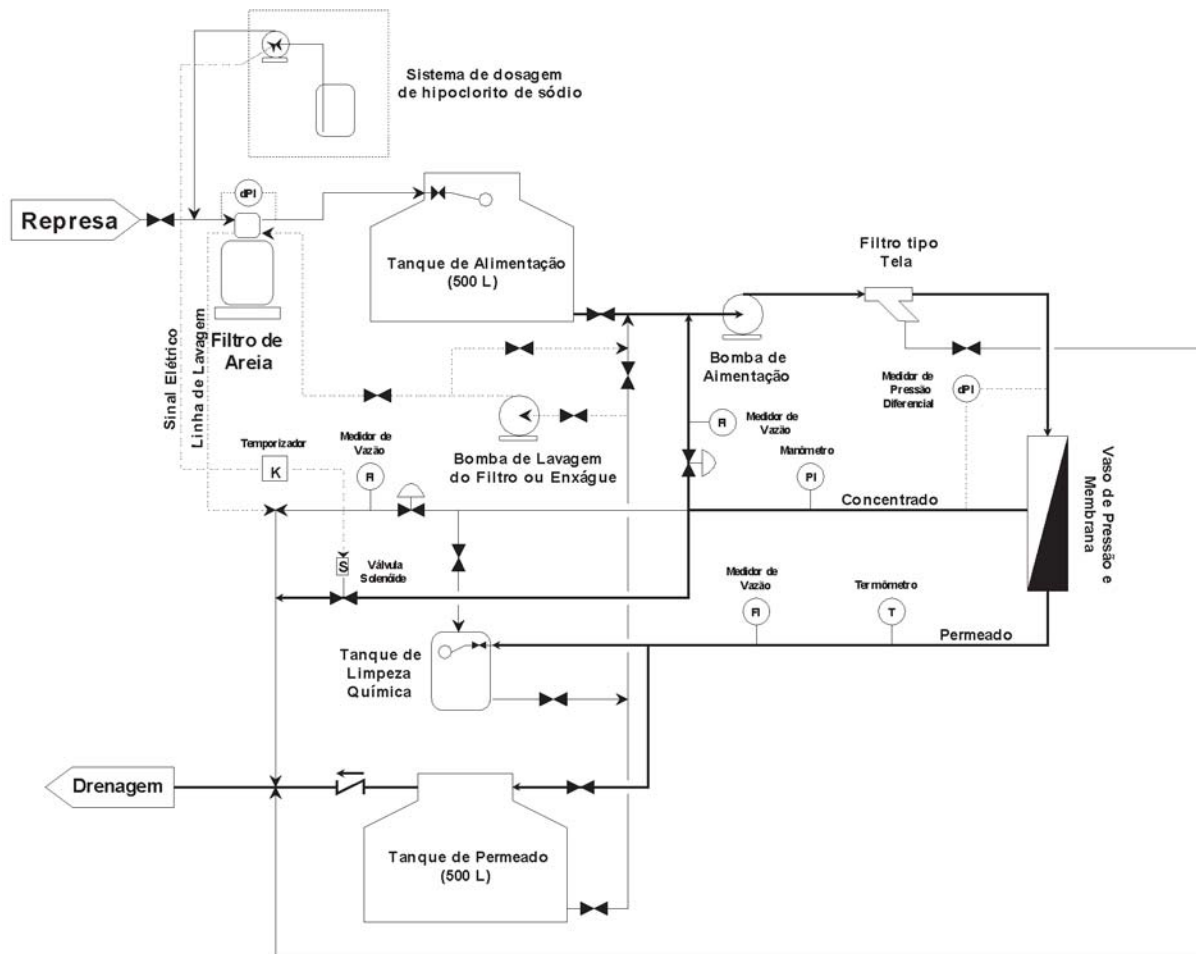 Sistema de dosagem
de hipoclorito de sódio
dPI
Represa
Filtro tipo
Tela
Tanque de Alimentação
(500 L)
Filtro de
Areia
Bomba de
Alimentação
Medidor de
Pressão
Diferencial
dPI
Sinal Elétrico
Linha de Lavagem
Medidor de
Vazão
FI
Temporizador
K
Medidor de
Vazão
FI
Bomba de Lavagem
do Filtro ou Enxágue
Manômetro
PI
Concentrado
Vaso de Pressão e
Membrana
S
Válvula
Solenóide
Medidor de
Vazão
FI
Termômetro
T
Permeado
Tanque de
Limpeza
Química
Drenagem
Tanque de Permeado
(500 L)